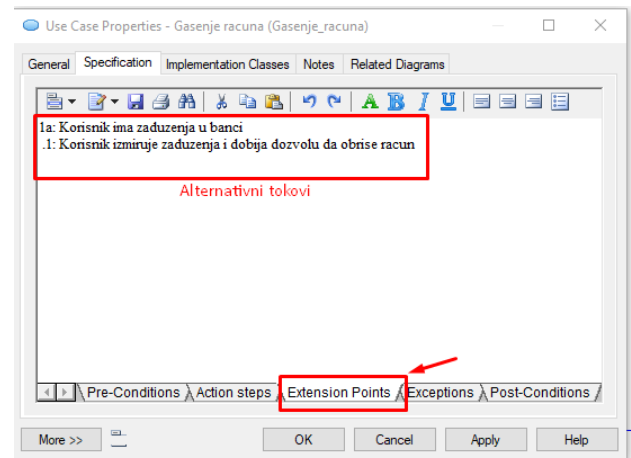 Use Case Properties - Gasenje racuna (Gasenje_racuna)
General Specification Implementation Classes Notes Related Diagrams
A B I U
1a: Korisnik ima zaduzenja u banci
.1: Korisnik izmiruje zaduzenja i dobija dozvolu da obrise racun
Alternativni tokovi
Pre-Conditions Action steps Extension Points Exceptions Post-Conditions
More >> OK Cancel Apply Help